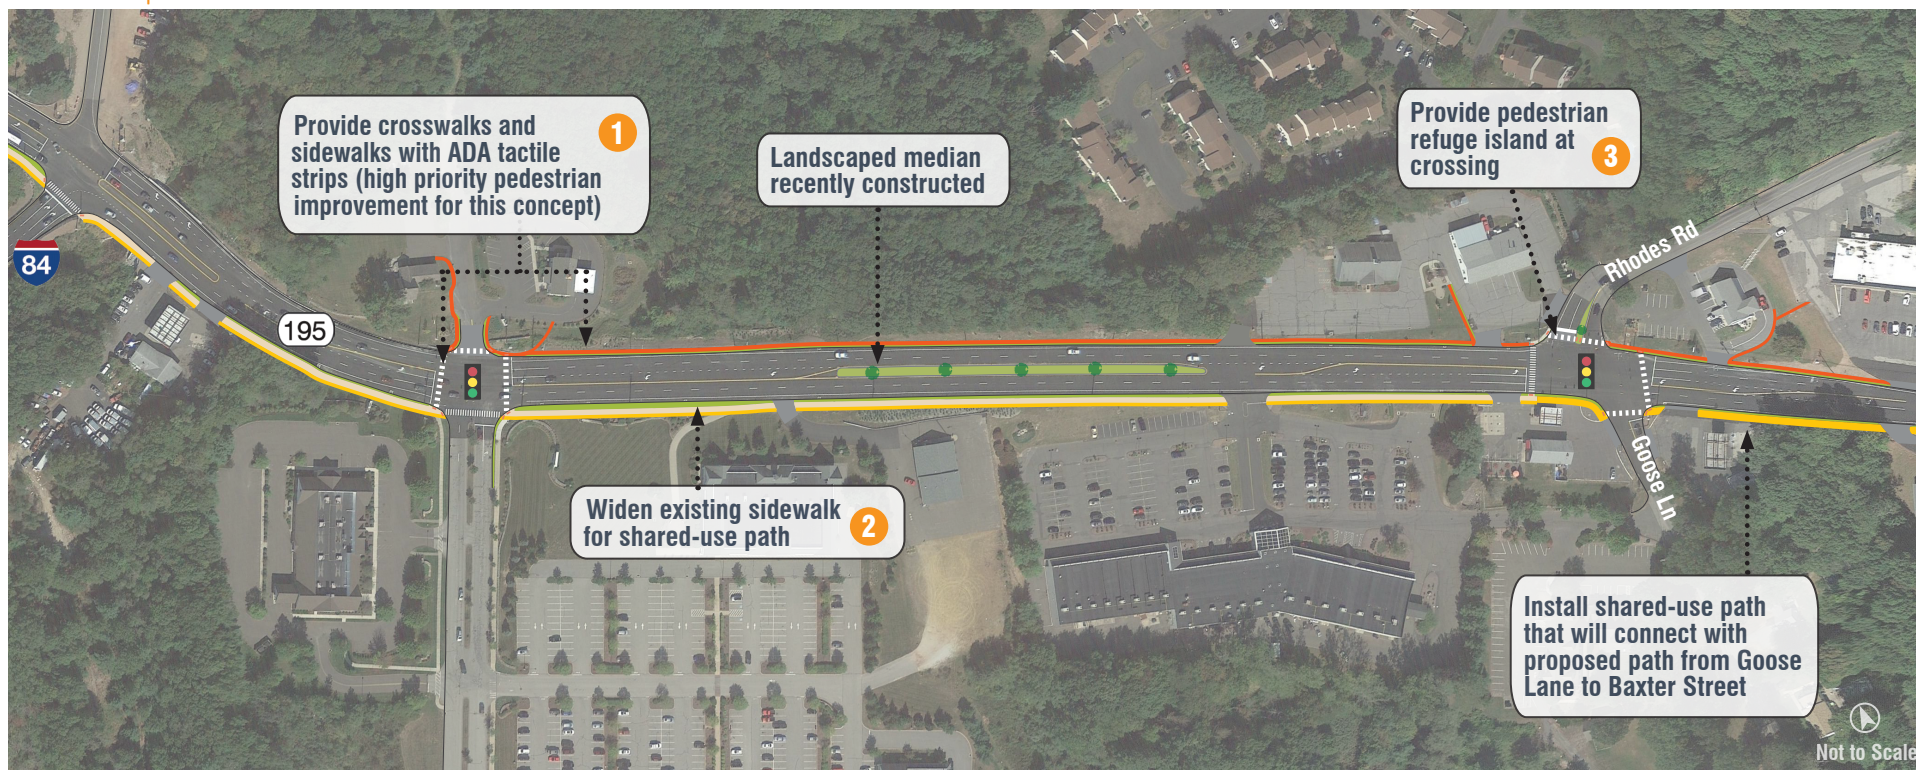 Provide crosswalks and
sidewalks with ADA tactile
strips (high priority pedestrian
improvement for this concept)
1
Landscaped median
recently constructed
Provide pedestrian
refuge island at
crossing
3
Rhodes Rd
84
195
Widen existing sidewalk
for shared-use path
2
Goose Ln
Install shared-use path
that will connect with
proposed path from Goose
Lane to Baxter Street
Not to Scale